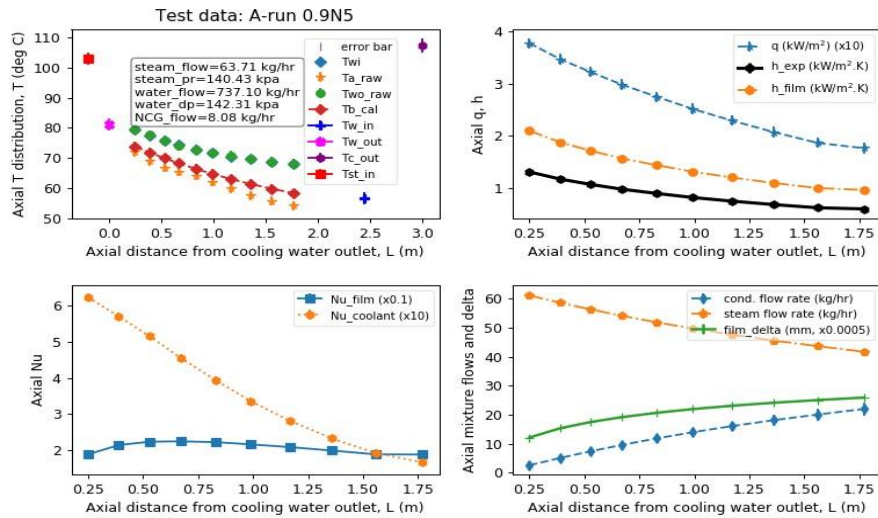 Test data: A-run 0.9N5
Axial T distribution, T (deg C)
110
100
90
80
70
60
50
steam_flow=63.71 kg/hr
steam_pr=140.43 kpa
water_flow=737.10 kg/hr
water_dp=142.31 kPa
NCG_flow=8.08 kg/hr
error bar
Twi
Ta_raw
Two_raw
Tb_cal
Tw_in
Tw_out
Tc_out
Tst_in
0.0 0.5 1.0 1.5 2.0 2.5 3.0
Axial distance from cooling water outlet, L (m)
Axial q, h
4
3
2
1
q (kW/m²) (x10)
h_exp (kW/m².K)
h_film (kW/m².K)
0.25 0.50 0.75 1.00 1.25 1.50 1.75
Axial distance from cooling water outlet, L (m)
Axial Nu
6
5
4
3
2
Nu_film (x0.1)
Nu_coolant (x10)
0.25 0.50 0.75 1.00 1.25 1.50 1.75
Axial distance from cooling water outlet, L (m)
Axial mixture flows and delta
60
50
40
30
20
10
0
cond. flow rate (kg/hr)
steam flow rate (kg/hr)
film_delta (mm, x0.0005)
0.25 0.50 0.75 1.00 1.25 1.50 1.75
Axial distance from cooling water outlet, L (m)